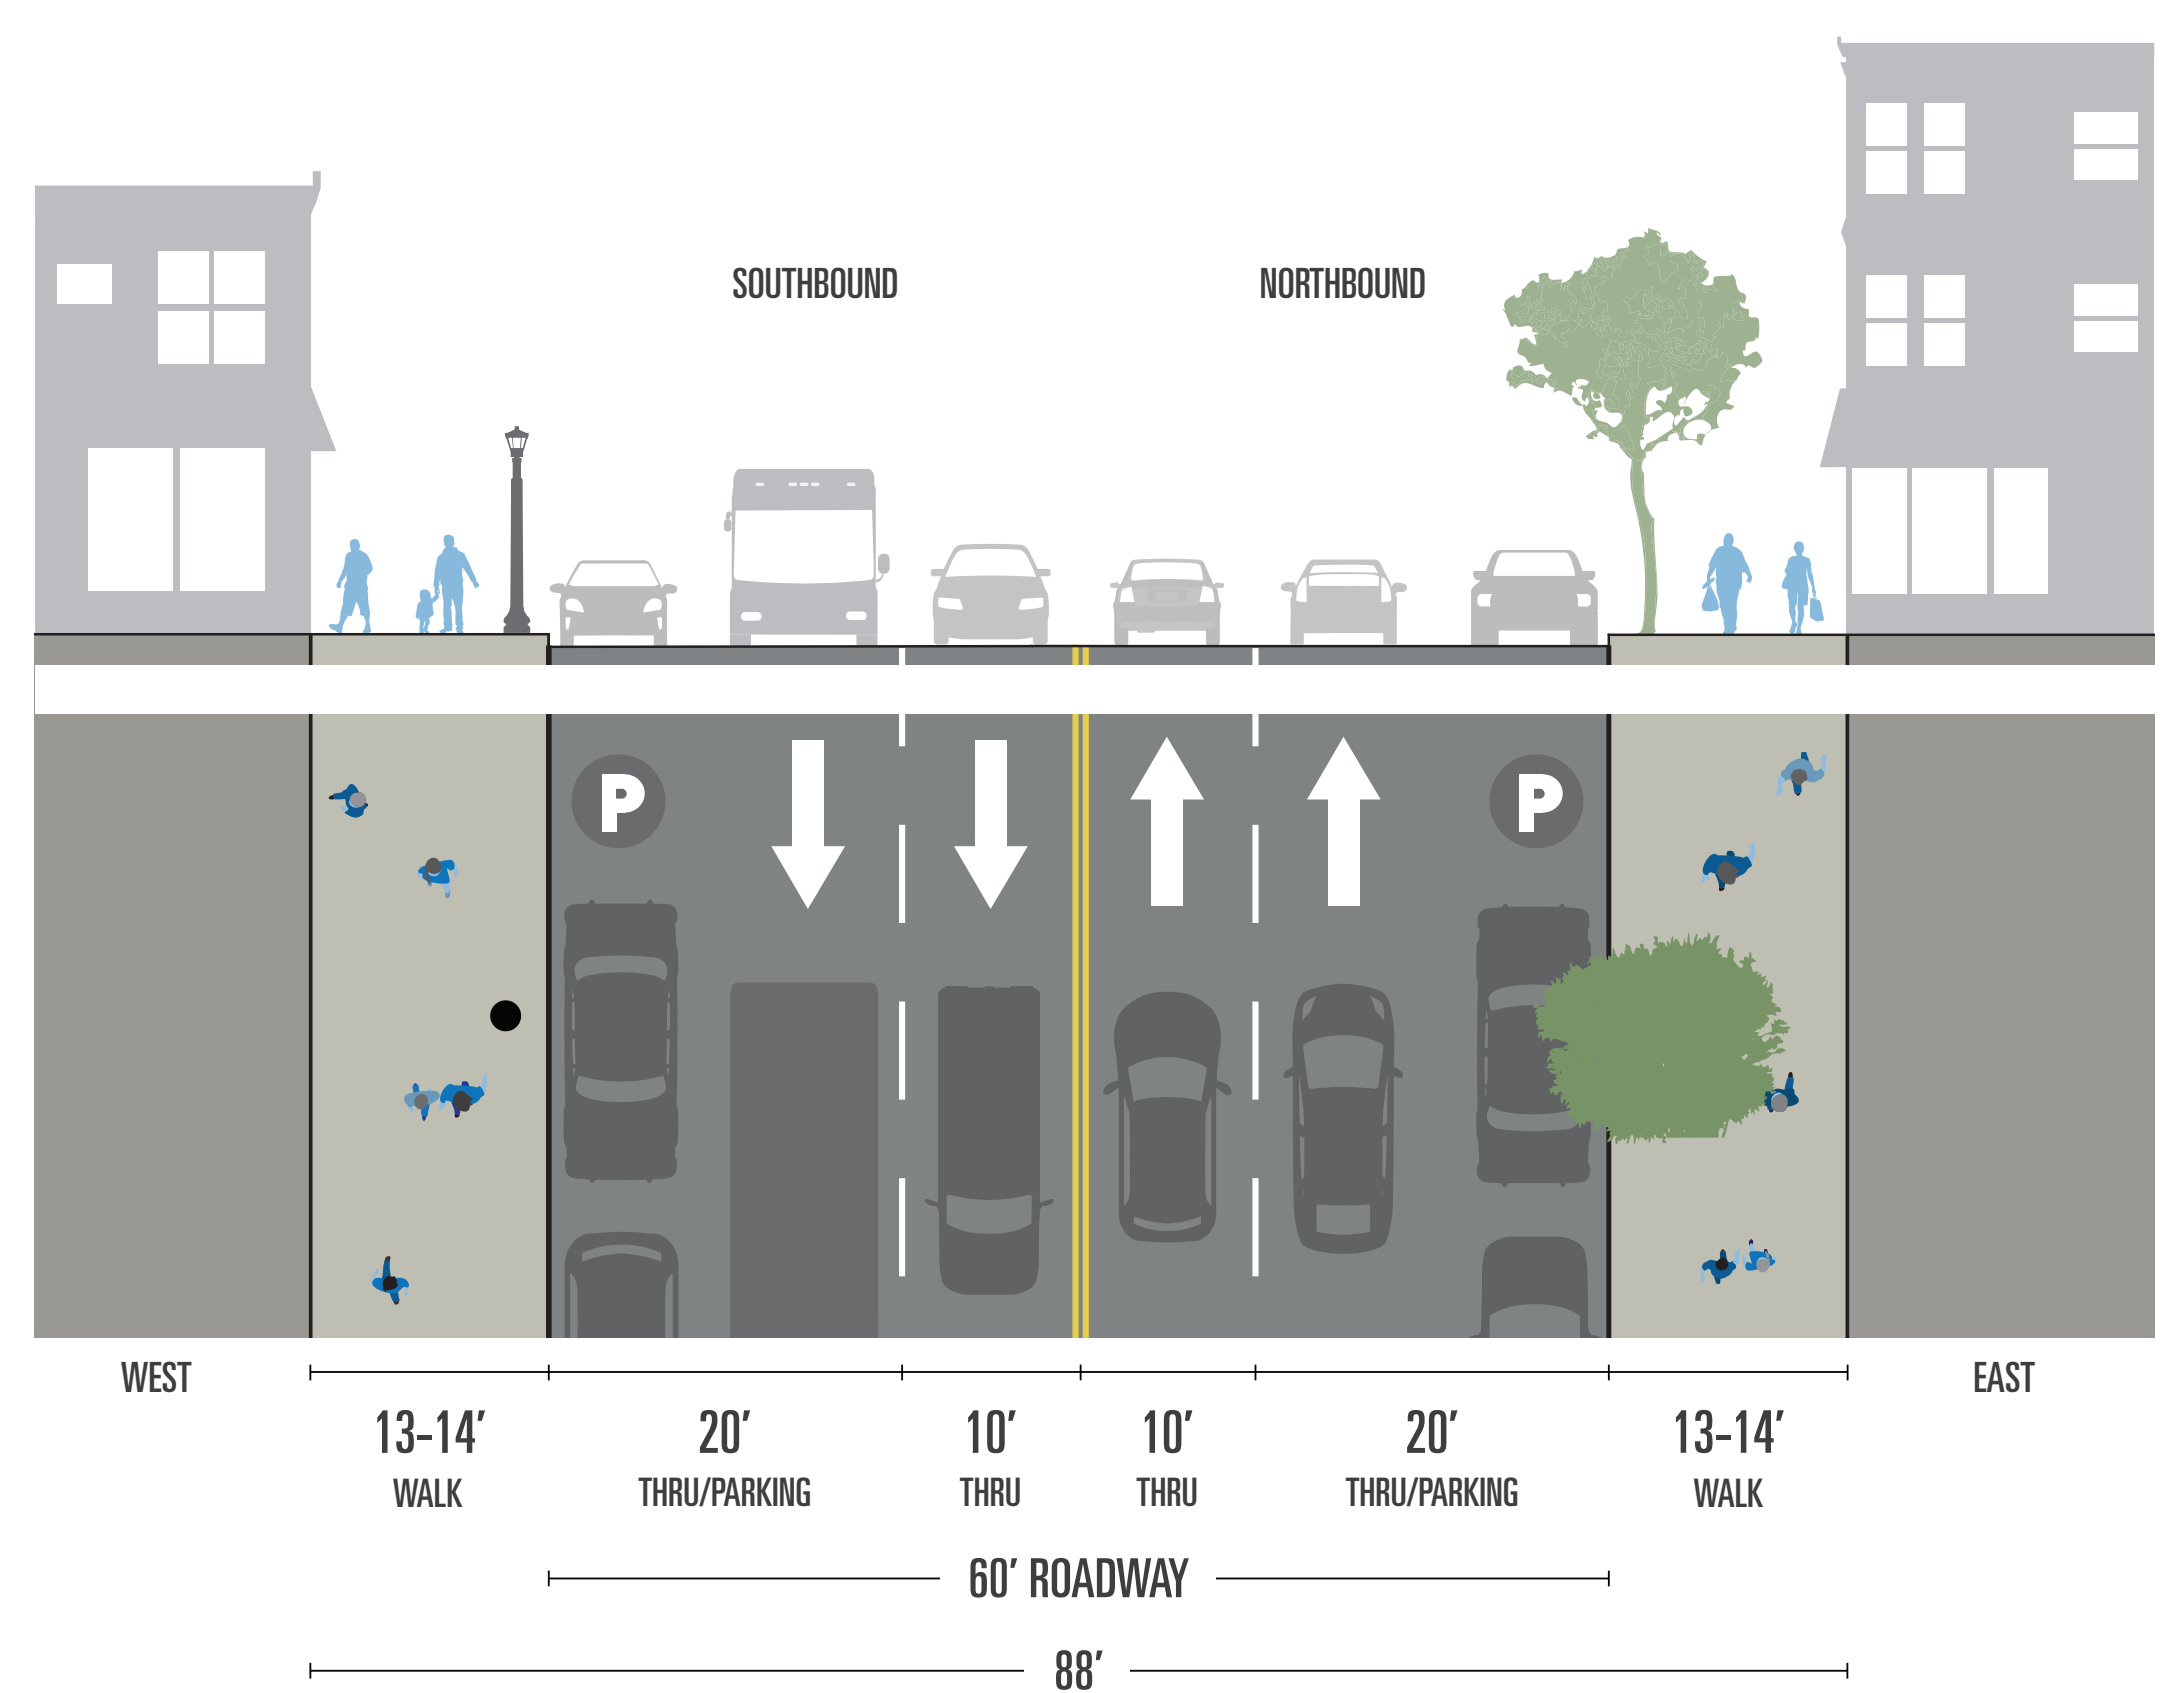 SOUTHBOUND NORTHBOUND
P P
WEST EAST
13–14′ 20′ 10′ 10′ 20′ 13–14′
WALK THRU/PARKING THRU THRU THRU/PARKING WALK
60′ ROADWAY
88′